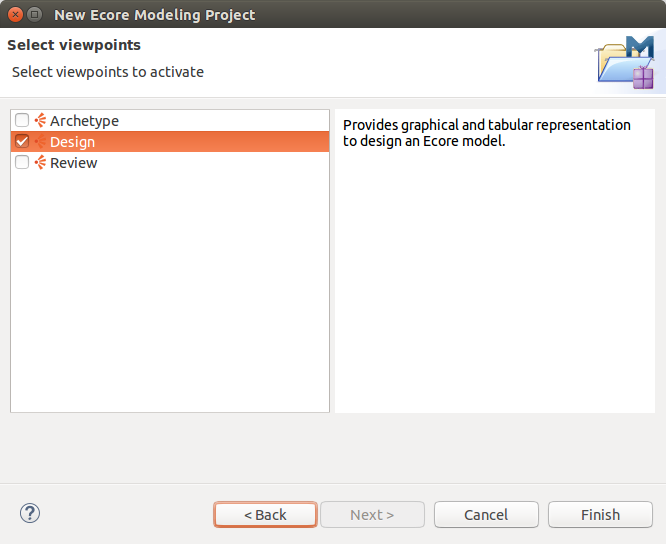 New Ecore Modeling Project
Select viewpoints
Select viewpoints to activate
Archetype
Design
Review
Provides graphical and tabular representation
to design an Ecore model.
?
< Back
Next >
Cancel
Finish